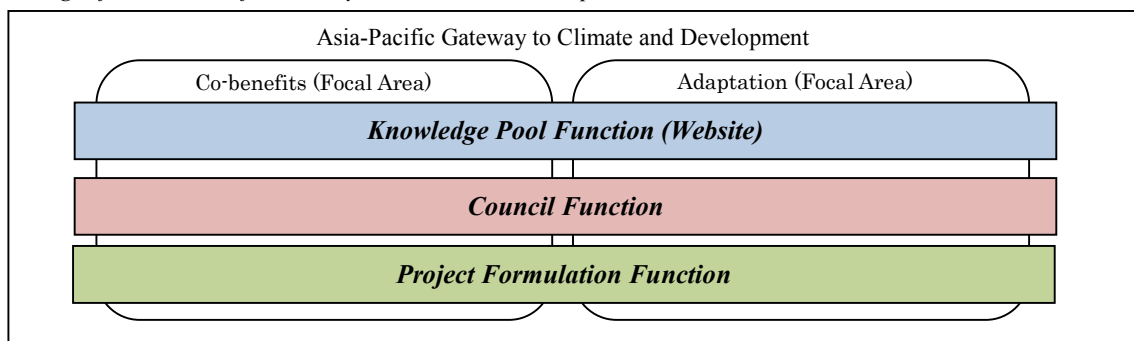 Asia-Pacific Gateway to Climate and Development
Co-benefits (Focal Area) Adaptation (Focal Area)
Knowledge Pool Function (Website)
Council Function
Project Formulation Function